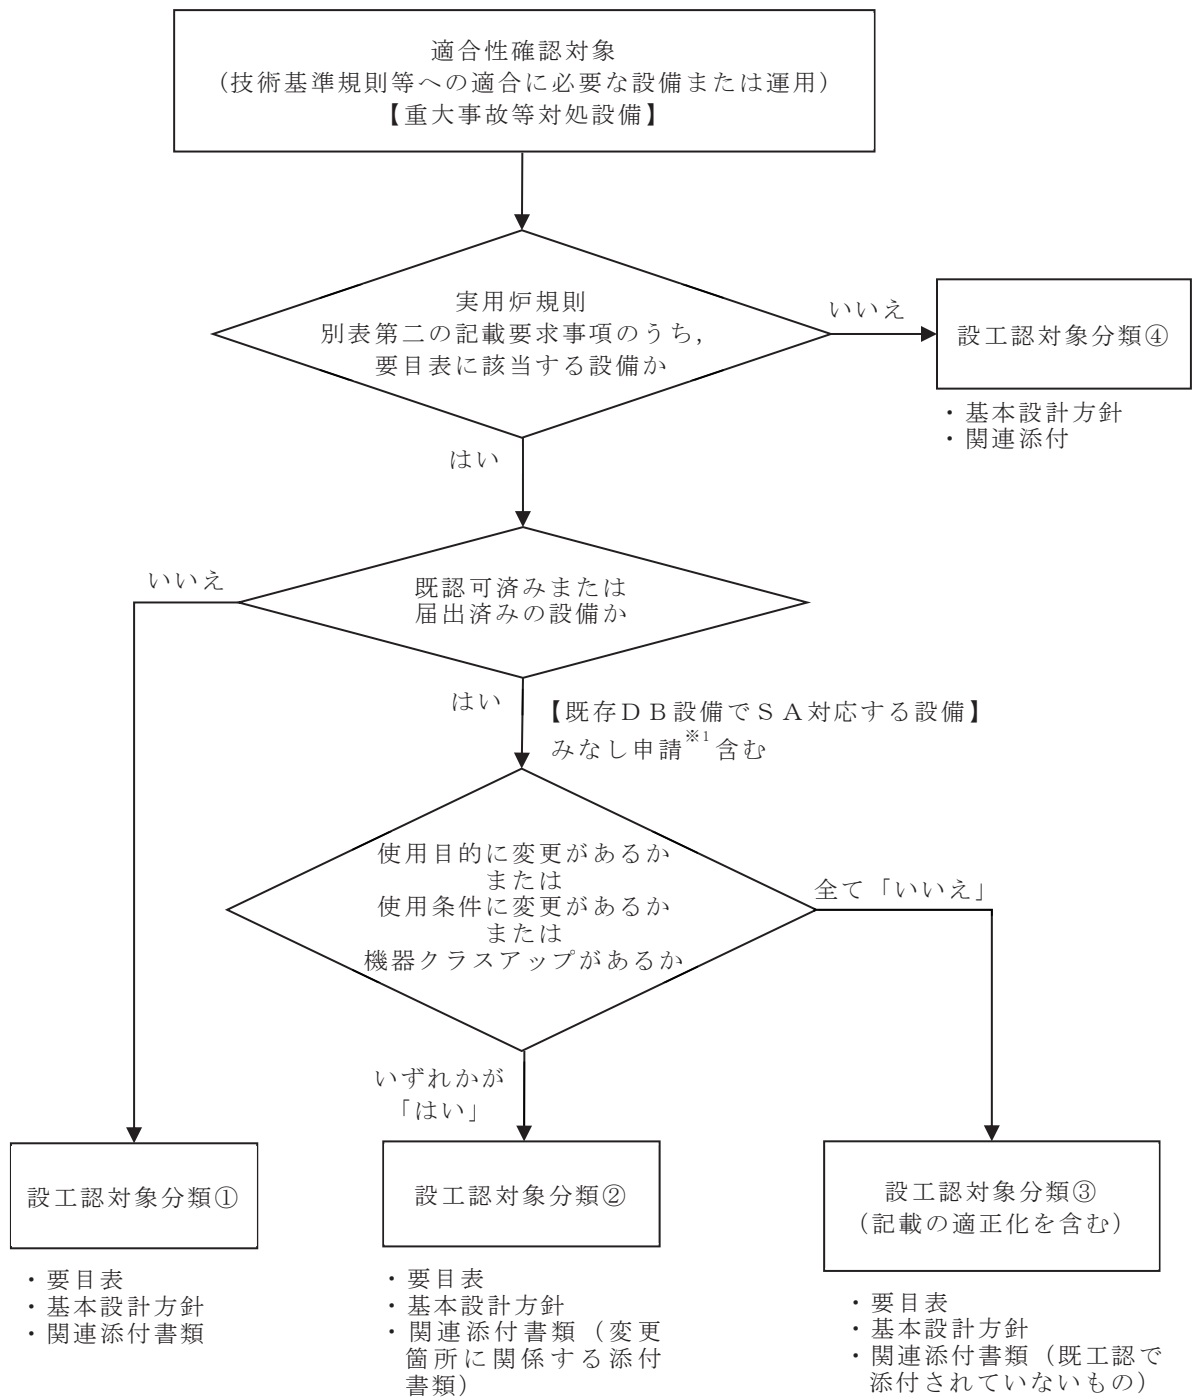 適合性確認対象
（技術基準規則等への適合に必要な設備または運用）
【重大事故等対処設備】
実用炉規則
別表第二の記載要求事項のうち，
要目表に該当する設備か
いいえ
設工認対象分類④
・基本設計方針
・関連添付
はい
いいえ
既認可済みまたは
届出済みの設備か
はい
【既存ＤＢ設備でＳＡ対応する設備】
みなし申請※1含む
使用目的に変更があるか
または
使用条件に変更があるか
または
機器クラスアップがあるか
全て「いいえ」
いずれかが
「はい」
設工認対象分類①
・要目表
・基本設計方針
・関連添付書類
設工認対象分類②
・要目表
・基本設計方針
・関連添付書類（変更
箇所に関係する添付
書類）
設工認対象分類③
（記載の適正化を含む）
・要目表
・基本設計方針
・関連添付書類（既工認で
添付されていないもの）